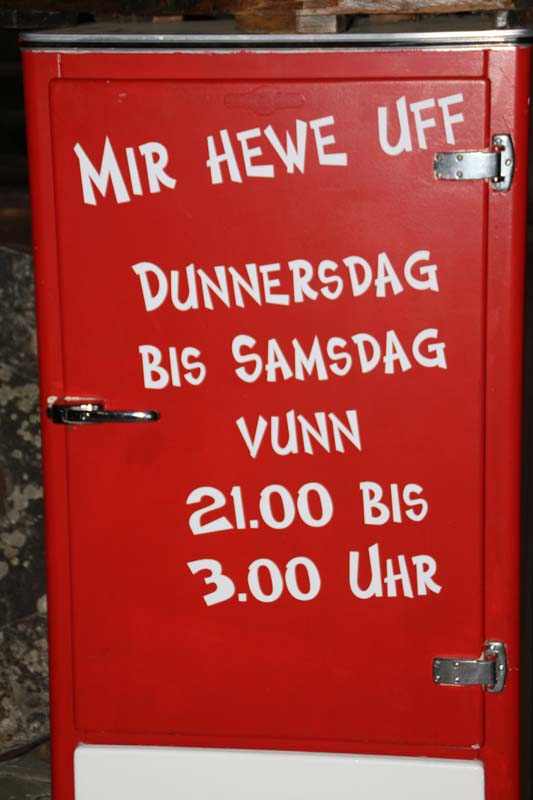 MIR HEWE UFF
DUNNERSDAG
BIS SAMSDAG
VUNN
21.00 BIS
3.00 UHR